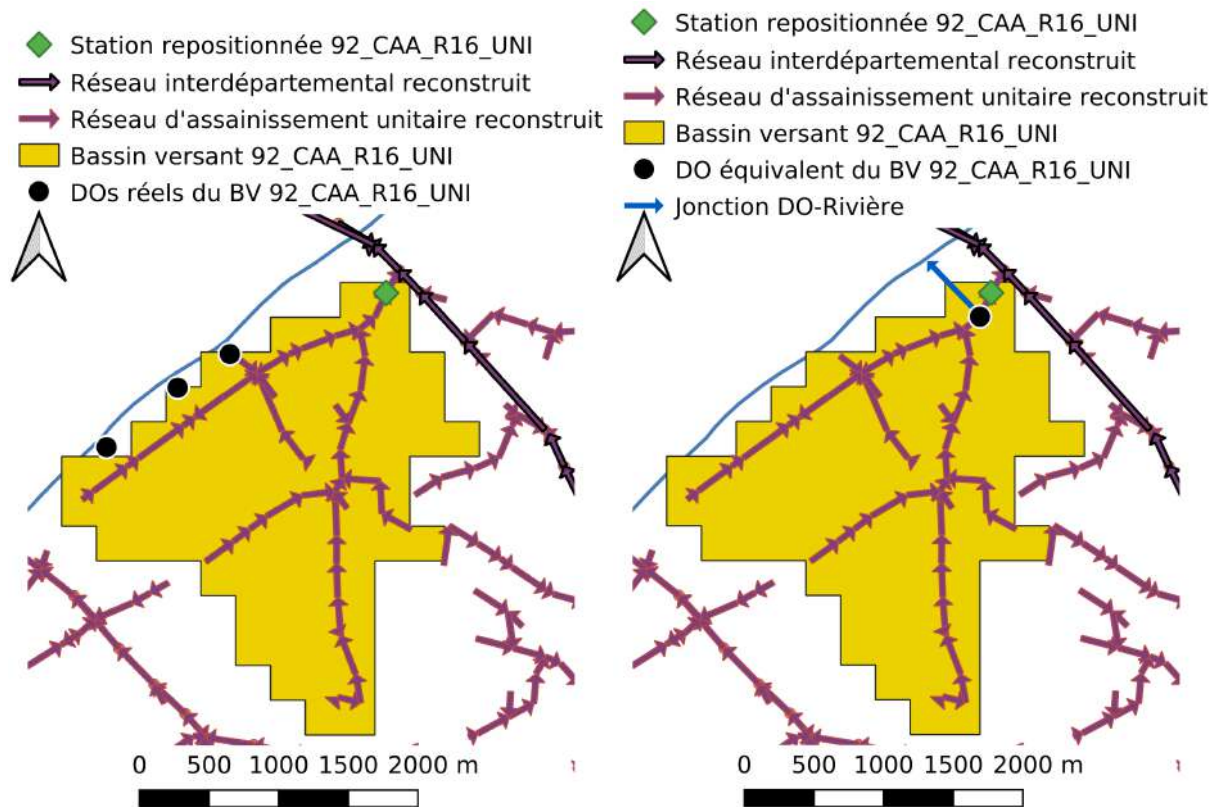 Station repositionnée 92_CAA_R16_UNI
Réseau interdépartemental reconstruit
Réseau d'assainissement unitaire reconstruit
Bassin versant 92_CAA_R16_UNI
DOs réels du BV 92_CAA_R16_UNI
0 500 1000 1500 2000 m
Station repositionnée 92_CAA_R16_UNI
Réseau interdépartemental reconstruit
Réseau d'assainissement unitaire reconstruit
Bassin versant 92_CAA_R16_UNI
DO équivalent du BV 92_CAA_R16_UNI
Jonction DO-Rivière
0 500 1000 1500 2000 m